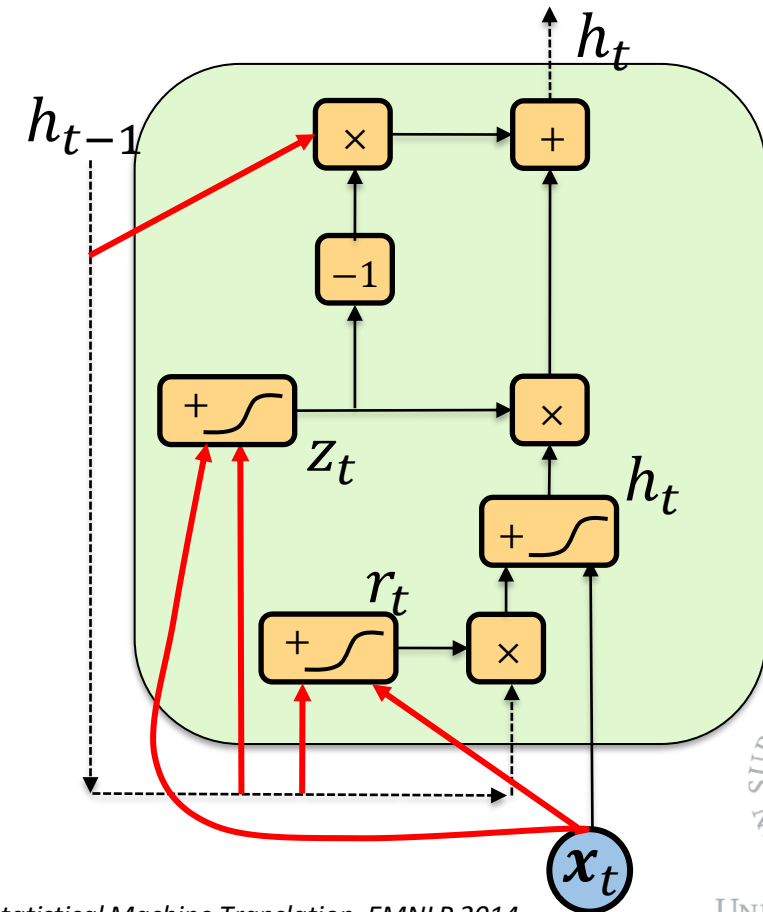 h_t
h_{t−1}
×
+
−1
+
×
z_t
h_t
+
r_t
+
×
x_t
Statistical Machine Translation, EMNLP 2014